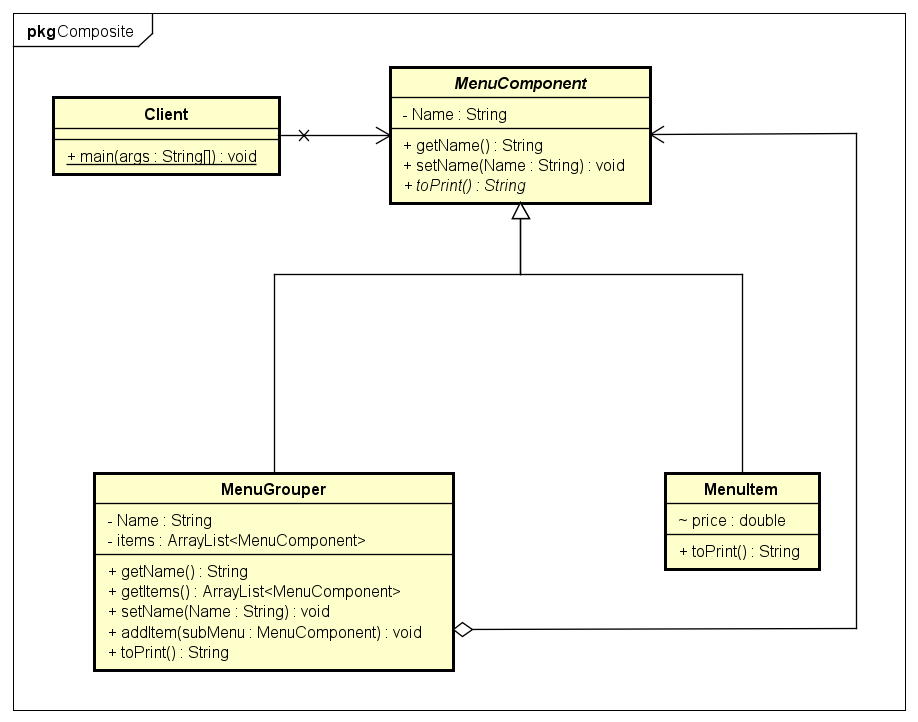 pkg Composite
MenuComponent
- Name : String
+ getName() : String
+ setName(Name : String) : void
+ toPrint() : String
Client
+ main(args : String[]) : void
MenuGrouper
- Name : String
- items : ArrayList<MenuComponent>
+ getName() : String
+ getItems() : ArrayList<MenuComponent>
+ setName(Name : String) : void
+ addItem(subMenu : MenuComponent) : void
+ toPrint() : String
MenuItem
~ price : double
+ toPrint() : String